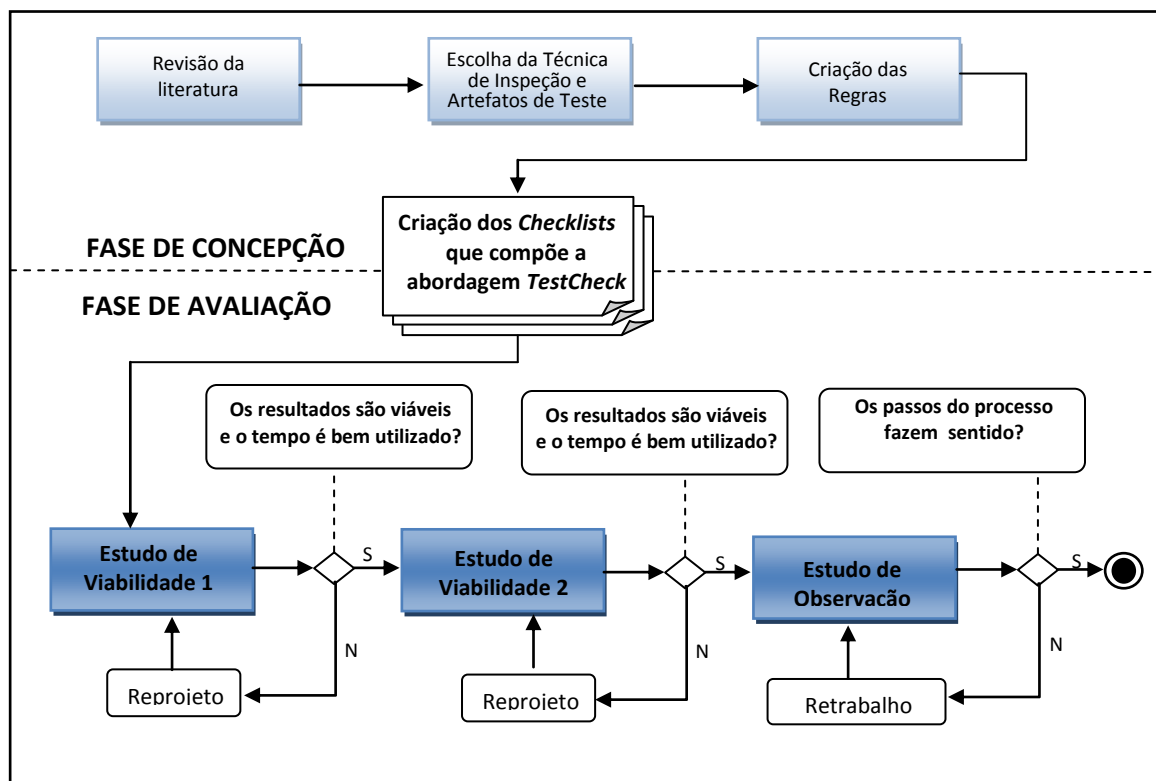 Revisão da
literatura
Escolha da Técnica
de Inspeção e
Artefatos de Teste
Criação das
Regras
Criação dos Checklists
que compõe a
abordagem TestCheck
FASE DE CONCEPÇÃO
FASE DE AVALIAÇÃO
Os resultados são viáveis
e o tempo é bem utilizado?
Os resultados são viáveis
e o tempo é bem utilizado?
Os passos do processo
fazem sentido?
Estudo de
Viabilidade 1
S
Estudo de
Viabilidade 2
S
Estudo de
Observacão
S
N
N
N
Reprojeto
Reprojeto
Retrabalho